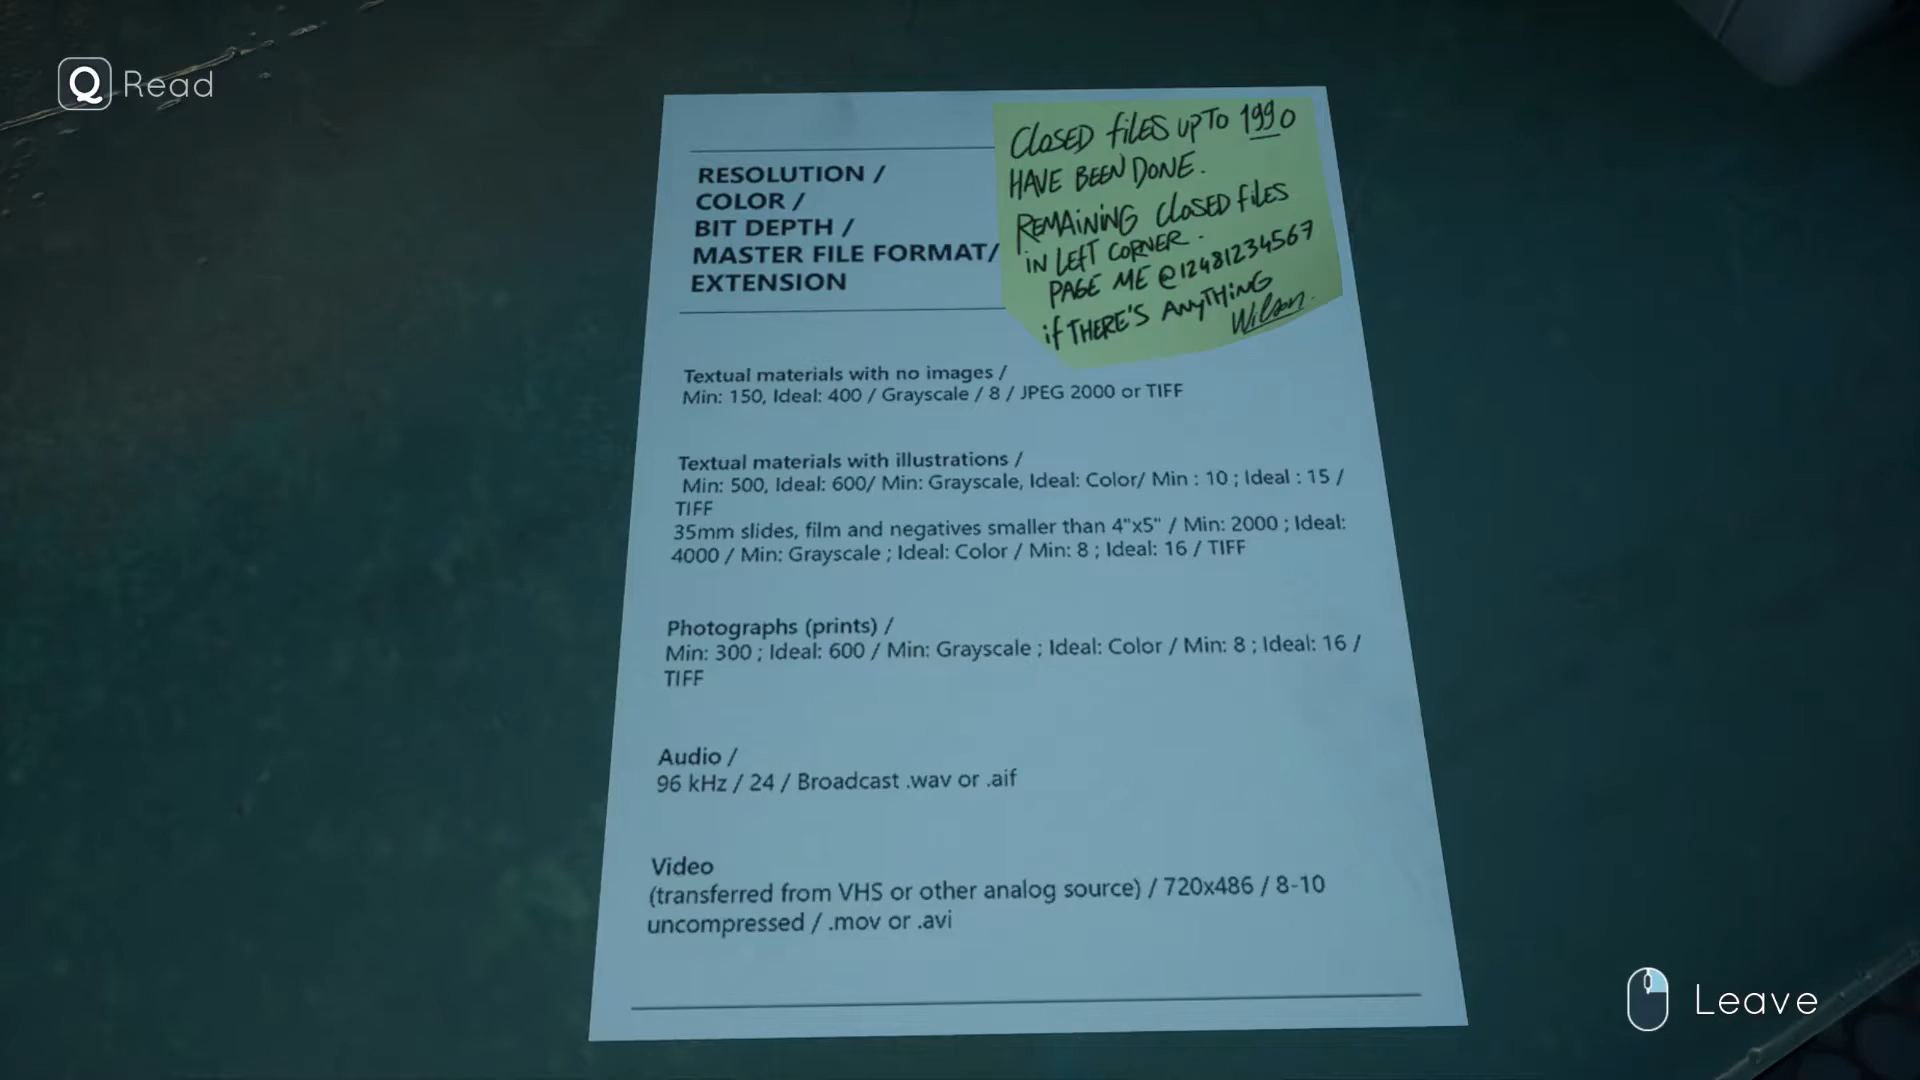 Q Read
RESOLUTION /
COLOR /
BIT DEPTH /
MASTER FILE FORMAT/
EXTENSION
CLOSED FILES UP TO 1990
HAVE BEEN DONE.
REMAINING CLOSED FILES
IN LEFT CORNER.
PAGE ME @12481234567
if THERE'S ANYTHING
Wilson.
Textual materials with no images /
Min: 150, Ideal: 400 / Grayscale / 8 / JPEG 2000 or TIFF
Textual materials with illustrations /
Min: 500, Ideal: 600/ Min: Grayscale, Ideal: Color/ Min : 10 ; Ideal : 15 /
TIFF
35mm slides, film and negatives smaller than 4"x5" / Min: 2000 ; Ideal:
4000 / Min: Grayscale ; Ideal: Color / Min: 8 ; Ideal: 16 / TIFF
Photographs (prints) /
Min: 300 ; Ideal: 600 / Min: Grayscale ; Ideal: Color / Min: 8 ; Ideal: 16 /
TIFF
Audio /
96 kHz / 24 / Broadcast .wav or .aif
Video
(transferred from VHS or other analog source) / 720x486 / 8-10
uncompressed / .mov or .avi
Leave